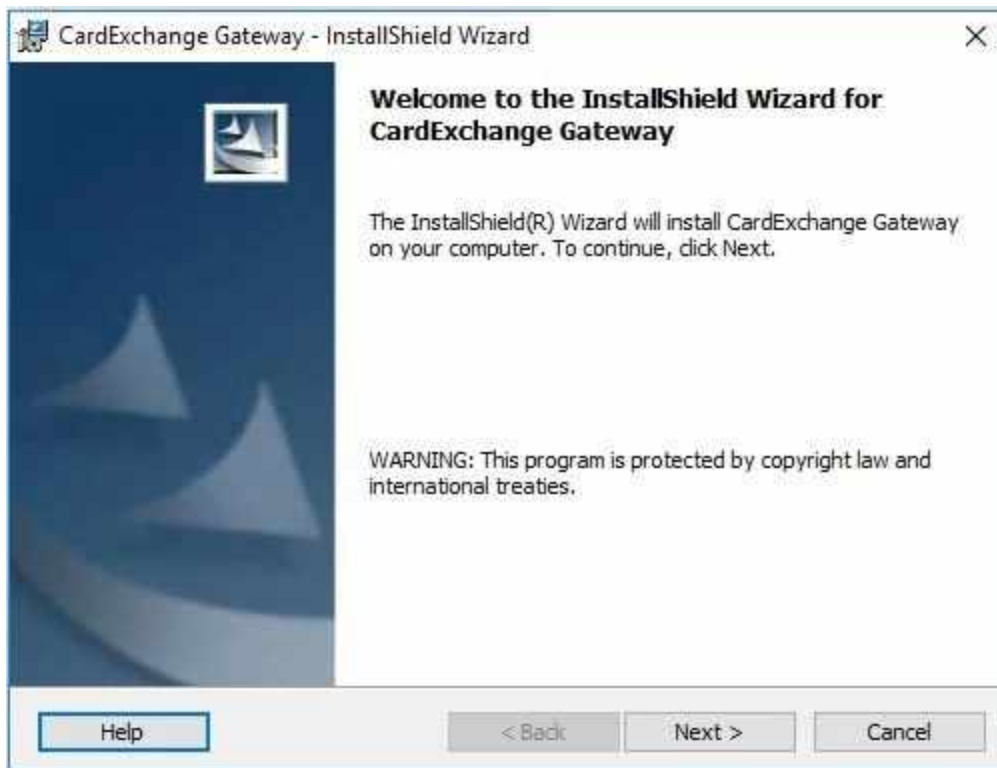 CardExchange Gateway - InstallShield Wizard
Welcome to the InstallShield Wizard for
CardExchange Gateway
The InstallShield(R) Wizard will install CardExchange Gateway
on your computer. To continue, click Next.
WARNING: This program is protected by copyright law and
international treaties.
Help
< Back
Next >
Cancel